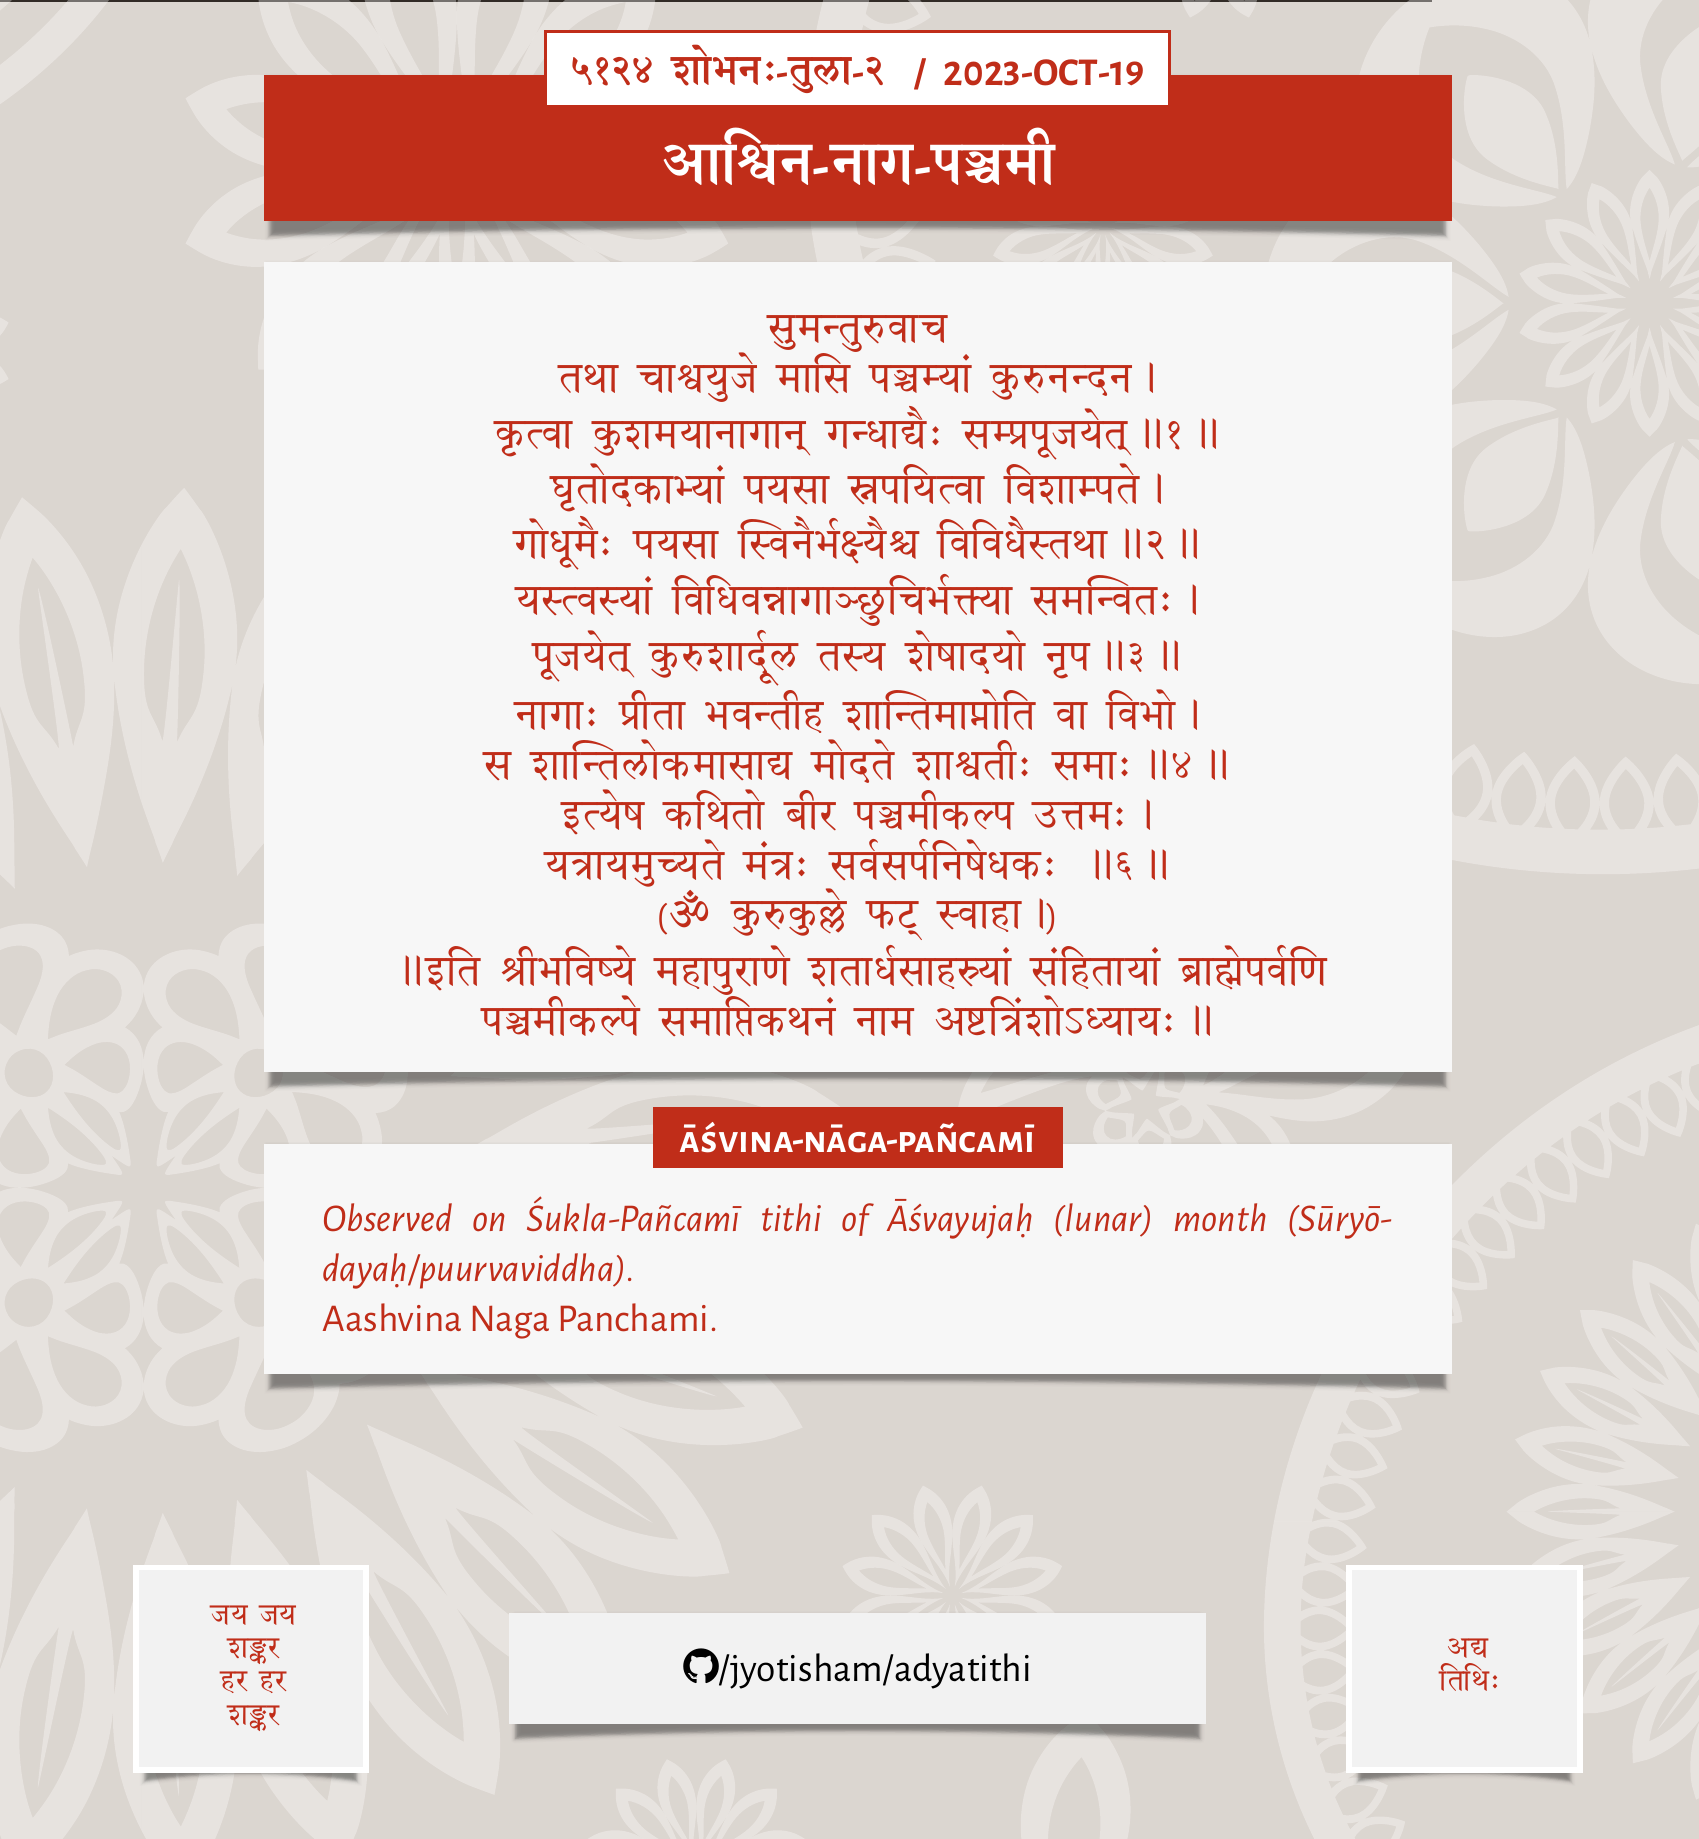 ५१२४ शोभनः-तुला-२ / 2023-OCT-19
आश्विन-नाग-पञ्चमी
सुमन्तुरुवाच
तथा चाश्वयुजे मासि पञ्चम्यां कुरुनन्दन।
कृत्वा कुशमयानागान् गन्धाद्यैः सम्प्रपूजयेत्॥१॥
घृतोदकाभ्यां पयसा स्नपयित्वा विशाम्पते।
गोधूमैः पयसा स्विनैर्भक्ष्यैश्च विविधैस्तथा॥२॥
यस्त्वस्यां विधिवन्नागाञ्छुचिर्भक्त्या समन्वितः।
पूजयेत् कुरुशार्दूल तस्य शेषादयो नृप॥३॥
नागाः प्रीता भवन्तीह शान्तिमाप्नोति वा विभो।
स शान्तिलोकमासाद्य मोदते शाश्वतीः समाः॥४॥
इत्येष कथितो बीर पञ्चमीकल्प उत्तमः।
यत्रायमुच्यते मंत्रः सर्वसर्पनिषेधकः ॥६॥
(ॐ कुरुकुल्ले फट् स्वाहा।)
॥इति श्रीभविष्ये महापुराणे शतार्धसाहस्र्यां संहितायां ब्राह्मेपर्वणि
पञ्चमीकल्पे समाप्तिकथनं नाम अष्टत्रिंशोऽध्यायः॥
ĀŚVINA-NĀGA-PAÑCAMĪ
Observed on Śukla-Pañcamī tithi of Āśvayujaḥ (lunar) month (Sūryō-
dayaḥ/puurvaviddha).
Aashvina Naga Panchami.
जय जय
शङ्कर
हर हर
शङ्कर
/jyotisham/adyatithi
अद्य
तिथिः